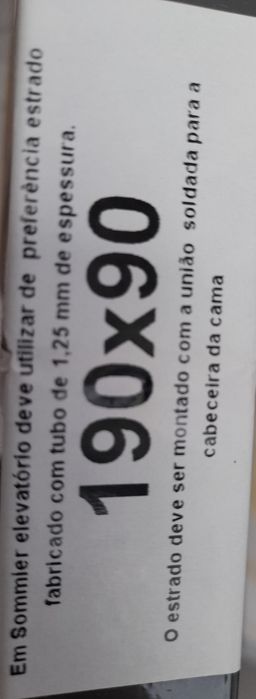 Em Sommier elevatório deve utilizar de preferência estrado
fabricado com tubo de 1,25 mm de espessura.
190x90
O estrado deve ser montado com a união soldada para a
cabeceira da cama